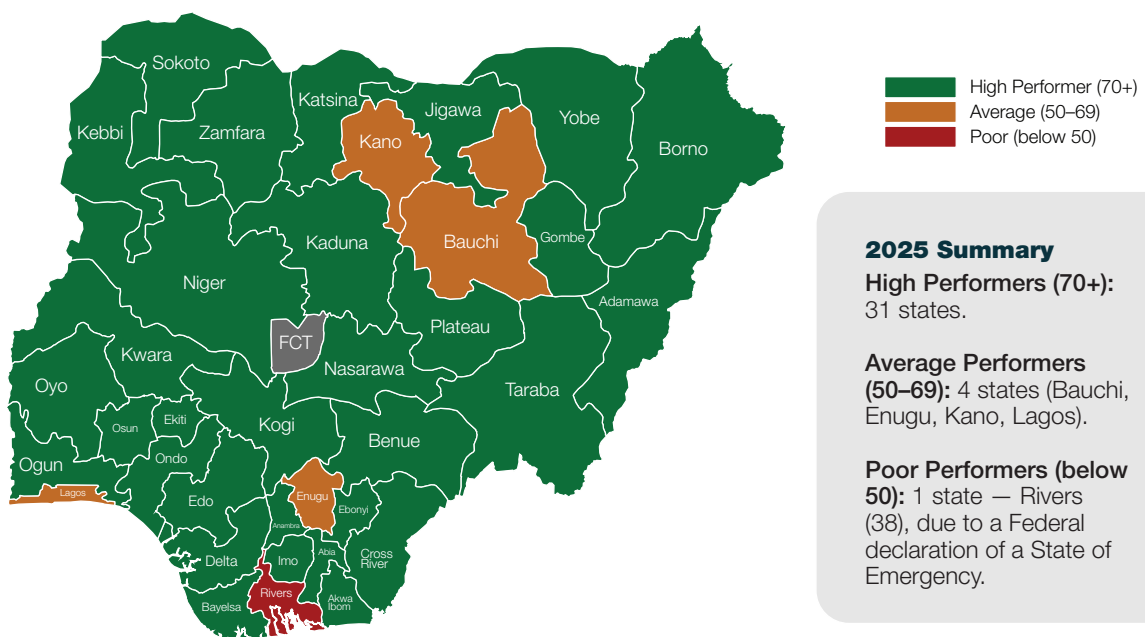 Sokoto
Katsina
Jigawa
Yobe
Kebbi
Zamfara
Kano
Borno
Kaduna
Bauchi
Gombe
Niger
Adamawa
Plateau
FCT
Kwara
Nasarawa
Oyo
Taraba
Osun
Ekiti
Kogi
Benue
Ogun
Ondo
Lagos
Edo
Enugu
Ebonyi
Anambra
Delta
Imo
Abia
Cross
River
Rivers
Bayelsa
Akwa
Ibom
High Performer (70+)
Average (50–69)
Poor (below 50)
2025 Summary
High Performers (70+):
31 states.
Average Performers
(50–69): 4 states (Bauchi,
Enugu, Kano, Lagos).
Poor Performers (below
50): 1 state — Rivers
(38), due to a Federal
declaration of a State of
Emergency.